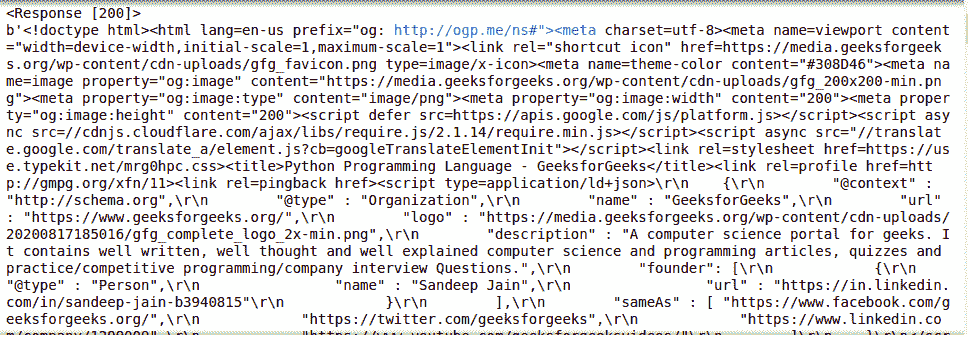 <Response [200]>
b'<!doctype html><html lang=en-us prefix="og: http://ogp.me/ns#"><meta charset=utf-8><meta name=viewport content
="width=device-width,initial-scale=1,maximum-scale=1"><link rel="shortcut icon" href=https://media.geeksforgeek
s.org/wp-content/cdn-uploads/gfg_favicon.png type=image/x-icon><meta name=theme-color content="#308D46"><meta na
me=image property="og:image" content="https://media.geeksforgeeks.org/wp-content/cdn-uploads/gfg_200x200-min.pn
g"><meta property="og:image:type" content="image/png"><meta property="og:image:width" content="200"><meta proper
ty="og:image:height" content="200"><script defer src=https://apis.google.com/js/platform.js></script><script asy
nc src=//cdnjs.cloudflare.com/ajax/libs/require.js/2.1.14/require.min.js></script><script async src="//translat
e.google.com/translate_a/element.js?cb=googleTranslateElementInit"></script><link rel=stylesheet href=https://us
e.typekit.net/mrg0hpc.css><title>Python Programming Language - GeeksforGeeks</title><link rel=profile href=htt
p://gmpg.org/xfn/11><link rel=pingback href><script type=application/ld+json>\r\n    {\r\n        "@context" :
"http://schema.org",\r\n        "@type" : "Organization",\r\n        "name" : "GeeksforGeeks",\r\n        "url"
: "https://www.geeksforgeeks.org/",\r\n        "logo" : "https://media.geeksforgeeks.org/wp-content/cdn-uploads/
20200817185016/gfg_complete_logo_2x-min.png",\r\n        "description" : "A computer science portal for geeks. I
t contains well written, well thought and well explained computer science and programming articles, quizzes and
practice/competitive programming/company interview Questions.",\r\n        "founder": [\r\n            {\r\n
"@type" : "Person",\r\n                "name" : "Sandeep Jain",\r\n                "url" : "https://in.linkedin.
com/in/sandeep-jain-b3940815"\r\n            }\r\n        ],\r\n        "sameAs" : [ "https://www.facebook.com/g
eeksforgeeks.org/",\r\n            "https://twitter.com/geeksforgeeks",\r\n            "https://www.linkedin.co